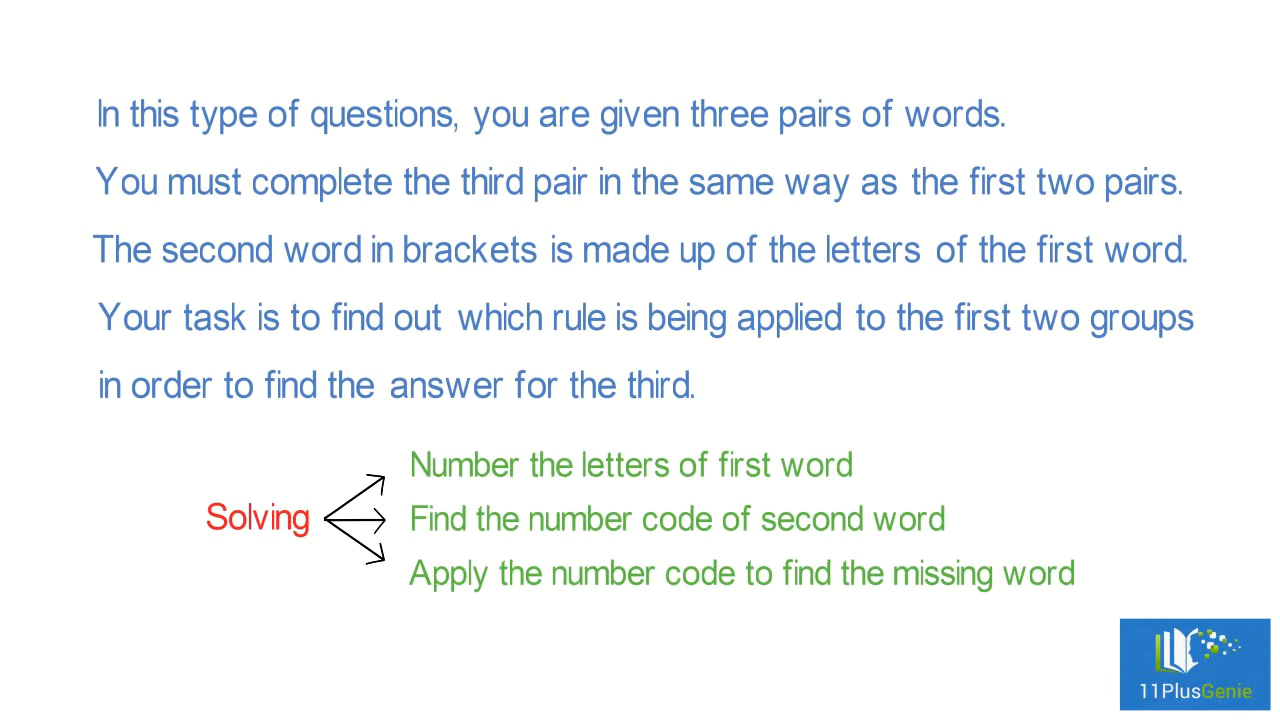 In this type of questions, you are given three pairs of words.
You must complete the third pair in the same way as the first two pairs.
The second word in brackets is made up of the letters of the first word.
Your task is to find out which rule is being applied to the first two groups
in order to find the answer for the third.
Number the letters of first word
Solving
Find the number code of second word
Apply the number code to find the missing word
11PlusGenie